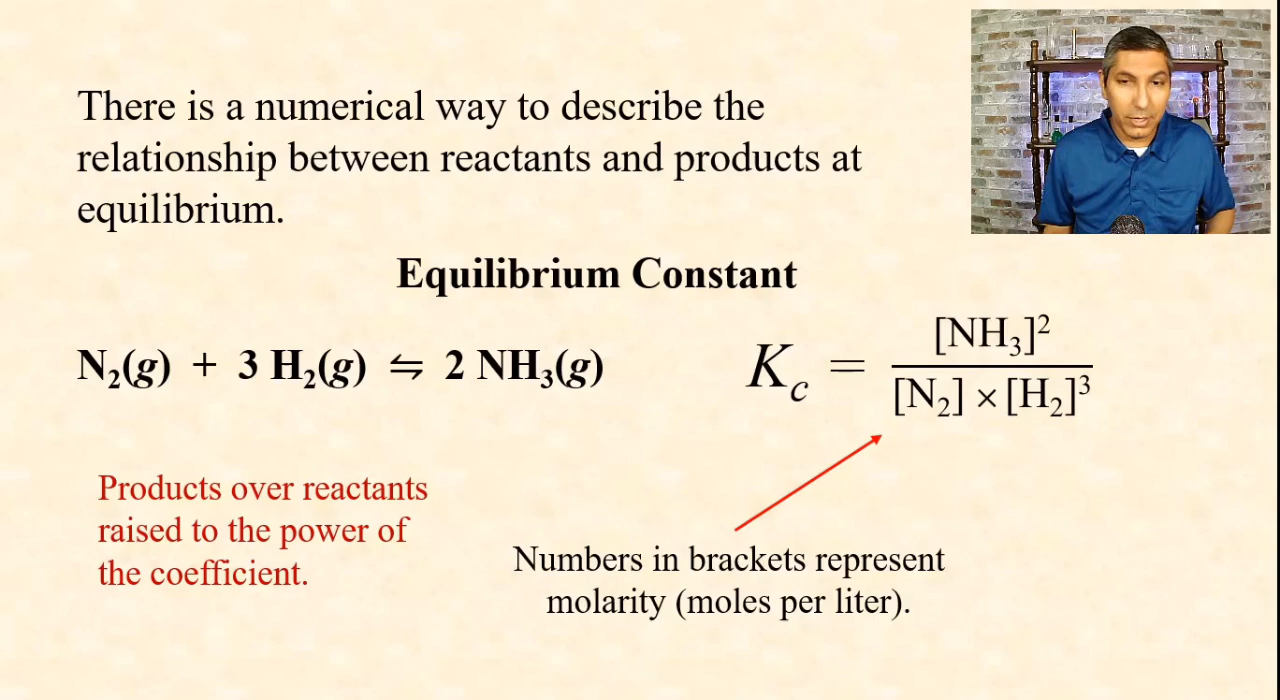 There is a numerical way to describe the
relationship between reactants and products at
equilibrium.
Equilibrium Constant
N₂(g) + 3 H₂(g) ⇋ 2 NH₃(g)
K_c = [NH₃]² / [N₂] × [H₂]³
Products over reactants
raised to the power of
the coefficient.
Numbers in brackets represent
molarity (moles per liter).